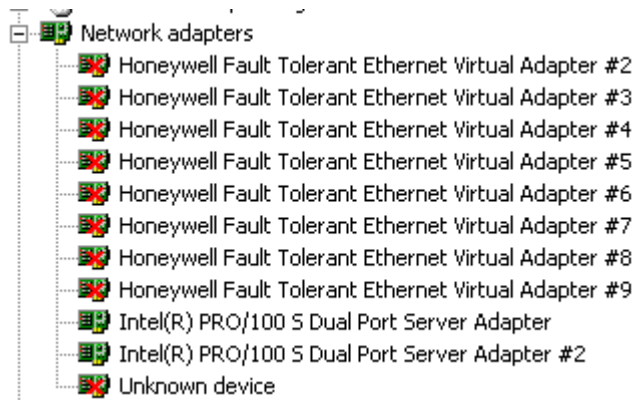 Network adapters
Honeywell Fault Tolerant Ethernet Virtual Adapter #2
Honeywell Fault Tolerant Ethernet Virtual Adapter #3
Honeywell Fault Tolerant Ethernet Virtual Adapter #4
Honeywell Fault Tolerant Ethernet Virtual Adapter #5
Honeywell Fault Tolerant Ethernet Virtual Adapter #6
Honeywell Fault Tolerant Ethernet Virtual Adapter #7
Honeywell Fault Tolerant Ethernet Virtual Adapter #8
Honeywell Fault Tolerant Ethernet Virtual Adapter #9
Intel(R) PRO/100 S Dual Port Server Adapter
Intel(R) PRO/100 S Dual Port Server Adapter #2
Unknown device